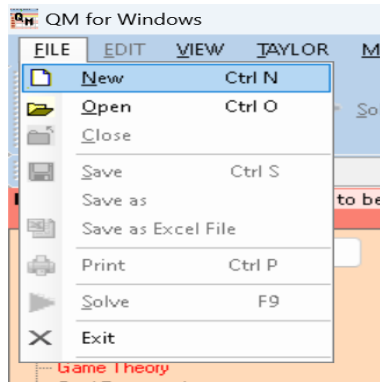 QM for Windows
FILE EDIT VIEW TAYLOR M
New Ctrl N
Open Ctrl O
So
Close
Save Ctrl S
Save as
to be
Save as Excel File
Print Ctrl P
Solve F9
Exit
Game Theory